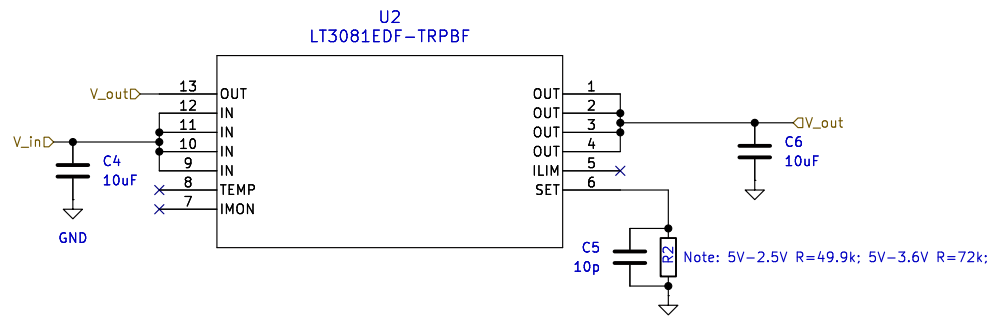 U2
LT3081EDF-TRPBF
V_out
13
OUT
OUT
1
12
IN
OUT
2
V_out
11
IN
OUT
3
V_in
10
IN
OUT
4
C6
10uF
C4
10uF
9
IN
ILIM
5
8
TEMP
SET
6
7
IMON
GND
C5
10p
R2
Note: 5V-2.5V R=49.9k; 5V-3.6V R=72k;